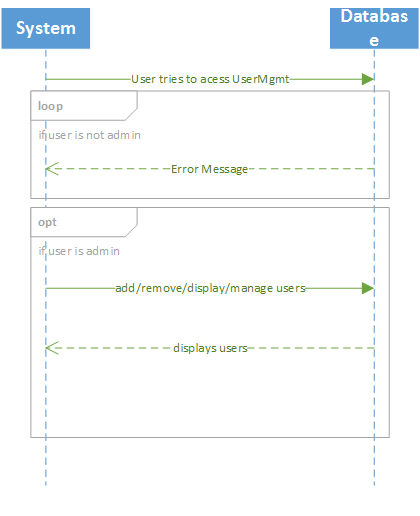 System
Databas
e
User tries to acess UserMgmt
loop
if user is not admin
Error Message
opt
if user is admin
add/remove/display/manage users
displays users